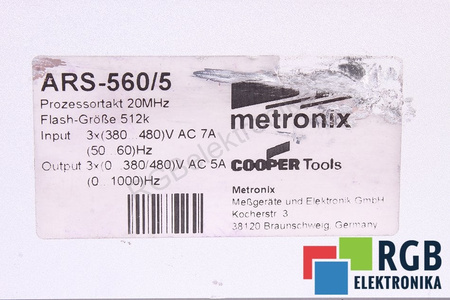 ARS-560/5
Prozessortakt 20MHz
Flash-Größe 512k
Input 3x(380..480)V AC 7A
(50..60)Hz
Output 3x(0..380/480)V AC 5A
(0..1000)Hz
metronix
COOPER Tools
Metronix
Meßgeräte und Elektronik GmbH
Kocherstr. 3
38120 Braunschweig, Germany
RGB
ELEKTRONIKA